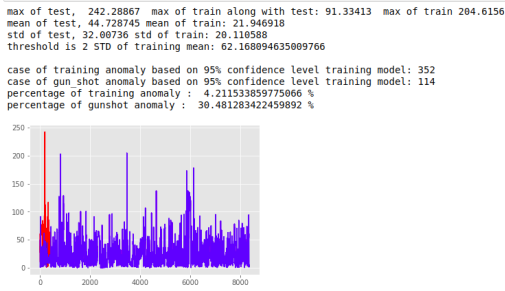 max of test,  242.28867  max of train along with test: 91.33413  max of train 204.6156
mean of test, 44.728745 mean of train: 21.946918
std of test, 32.00736 std of train: 20.110588
threshold is 2 STD of training mean: 62.168094635009766
case of training anomaly based on 95% confidence level training model: 352
case of gun_shot anomaly based on 95% confidence level training model: 114
percentage of training anomaly :  4.211533859775066 %
percentage of gunshot anomaly :  30.481283422459892 %
250
200
150
100
50
0
0 2000 4000 6000 8000